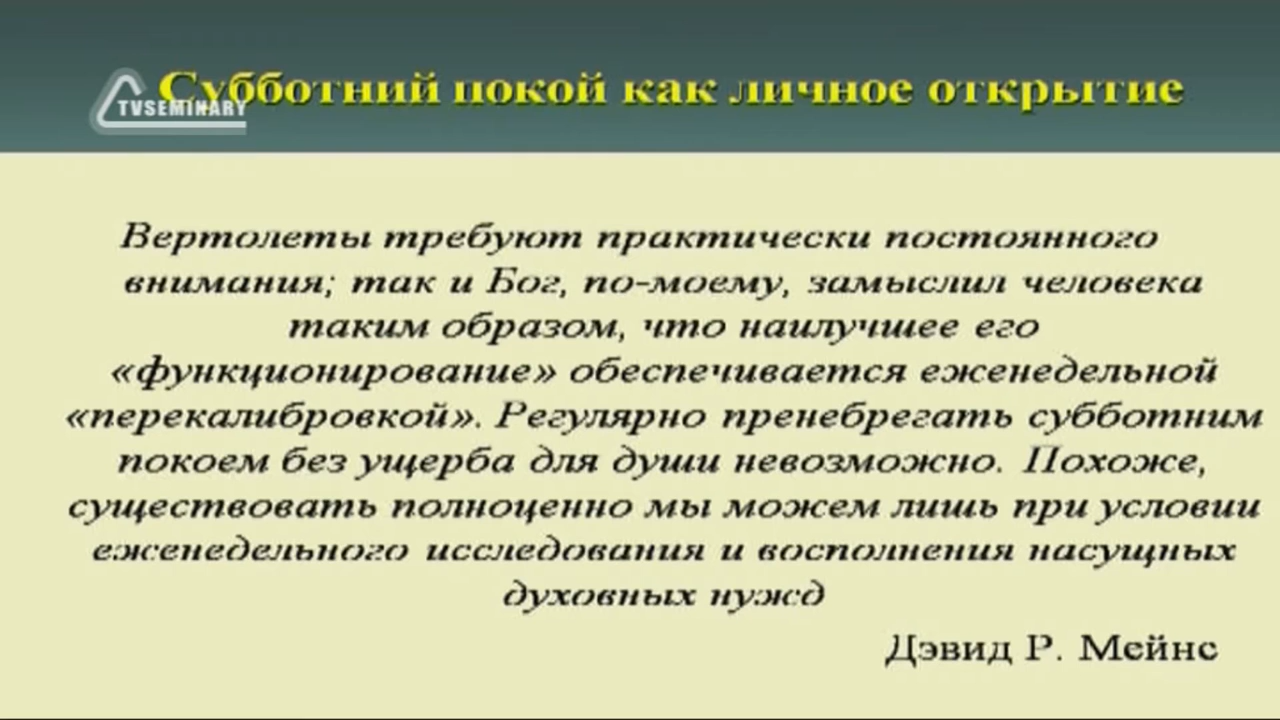 Субботний покой как личное открытие
TVSEMINARY
Вертолеты требуют практически постоянного
внимания; так и Бог, по-моему, замыслил человека
таким образом, что наилучшее его
«функционирование» обеспечивается еженедельной
«перекалибровкой». Регулярно пренебрегать субботним
покоем без ущерба для души невозможно. Похоже,
существовать полноценно мы можем лишь при условии
еженедельного исследования и восполнения насущных
духовных нужд
Дэвид Р. Мейнс